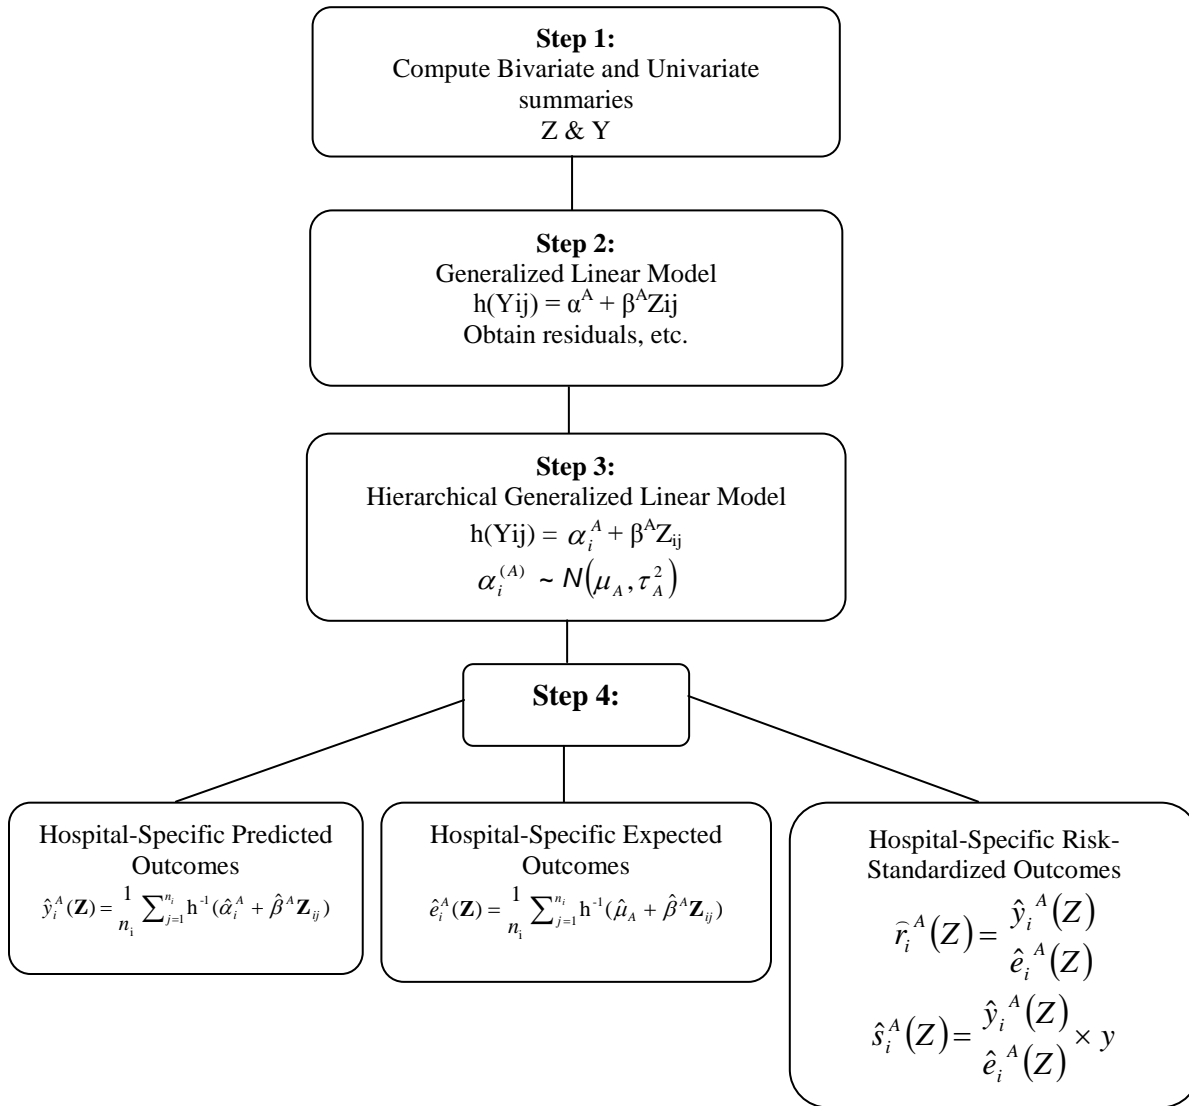 Step 1:
Compute Bivariate and Univariate
summaries
Z & Y
Step 2:
Generalized Linear Model
h(Yij) = α^A + β^AZij
Obtain residuals, etc.
Step 3:
Hierarchical Generalized Linear Model
h(Yij) = α_i^A + β^AZ_ij
α_i^(A) ~ N(μ_A, τ_A^2)
Step 4:
Hospital-Specific Predicted
Outcomes
ŷ_i^A(Z) = 1/n_i ∑_{j=1}^{n_i} h^-1(α̂_i^A + β̂^A Z_ij)
Hospital-Specific Expected
Outcomes
ê_i^A(Z) = 1/n_i ∑_{j=1}^{n_i} h^-1(μ̂_A + β̂^A Z_ij)
Hospital-Specific Risk-
Standardized Outcomes
r̂_i^A(Z) = ŷ_i^A(Z) / ê_i^A(Z)
ŝ_i^A(Z) = ŷ_i^A(Z) / ê_i^A(Z) × y